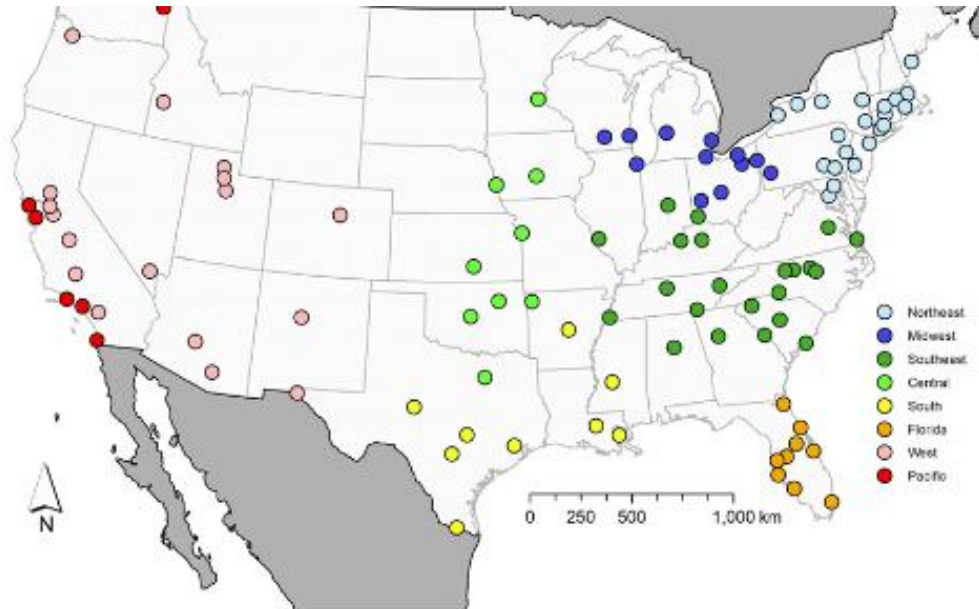 Northeast
Midwest
Southeast
Central
South
Florida
West
Pacific
N
0 250 500 1,000 km